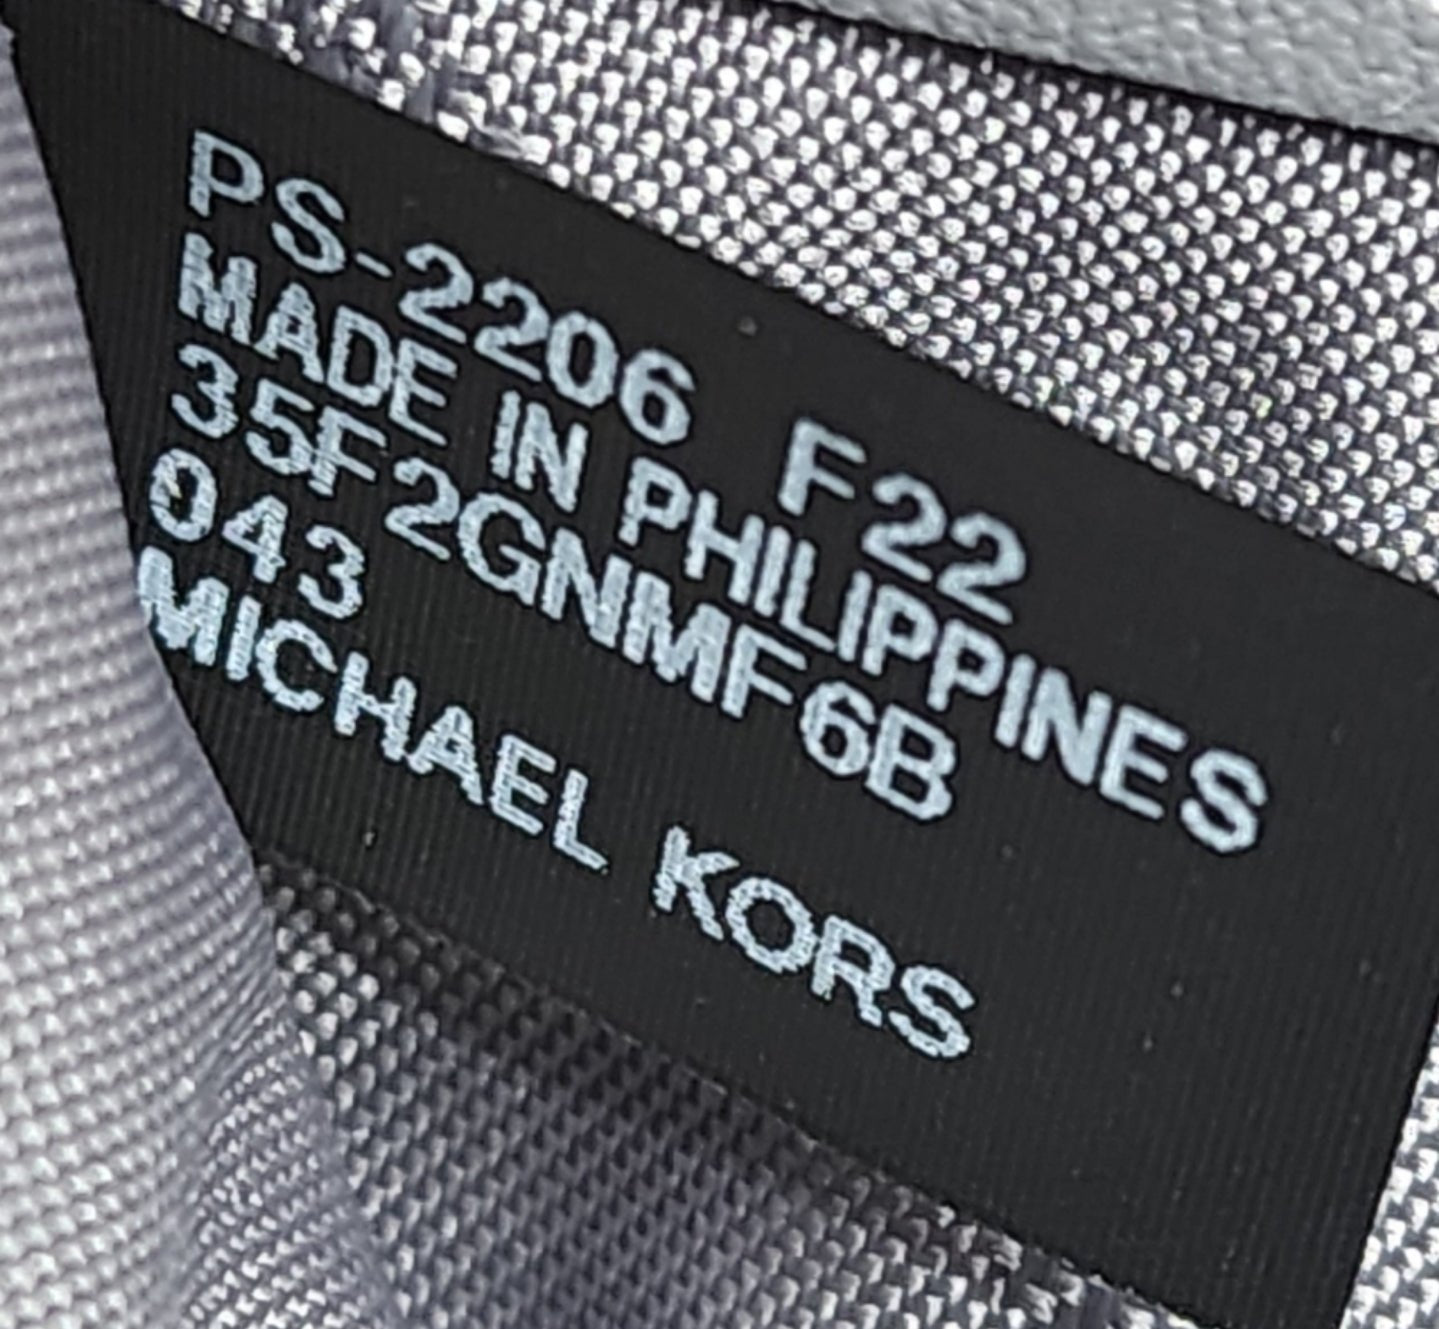 PS-2206 F22
MADE IN PHILIPPINES
35F2GNMF6B
043
MICHAEL KORS